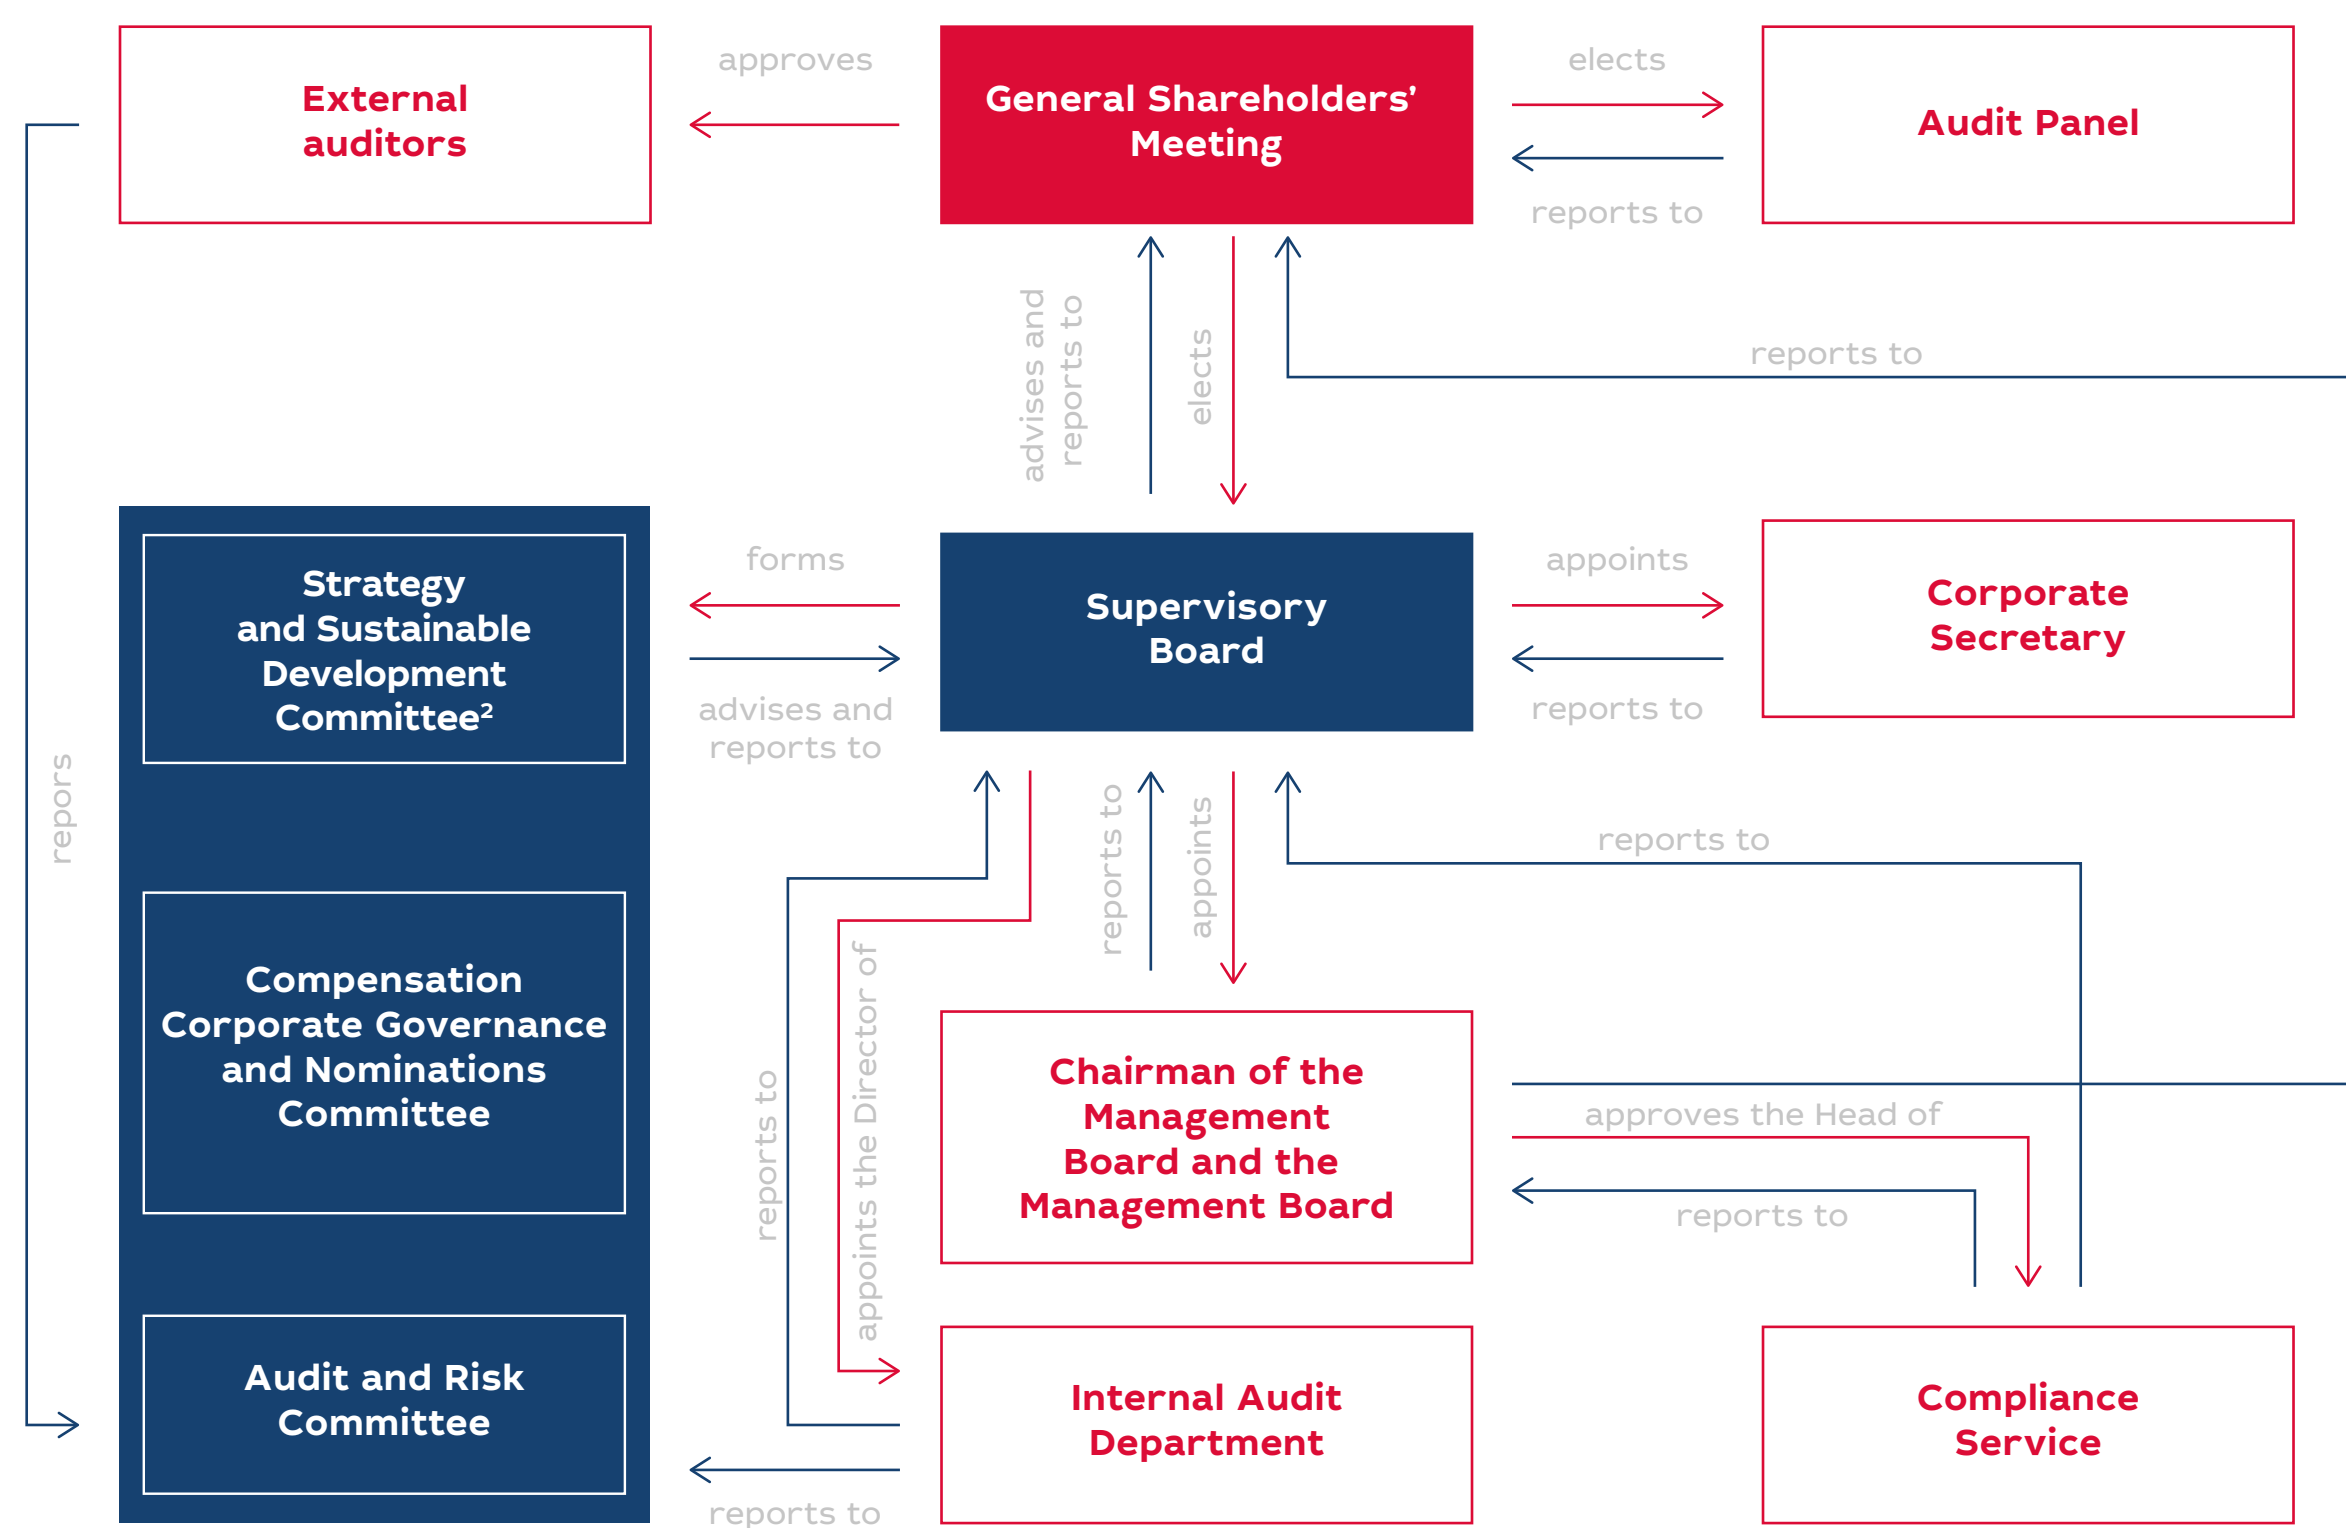 External
auditors
approves
General Shareholders’
Meeting
elects
reports to
Audit Panel
advises and
reports to
elects
reports to
Strategy
and Sustainable
Development
Committee²
forms
advises and
reports to
Supervisory
Board
appoints
reports to
Corporate
Secretary
repors
reports to
appoints
reports to
Compensation
Corporate Governance
and Nominations
Committee
reports to
appoints the Director of
Chairman of the
Management
Board and the
Management Board
approves the Head of
reports to
Audit and Risk
Committee
reports to
Internal Audit
Department
Compliance
Service